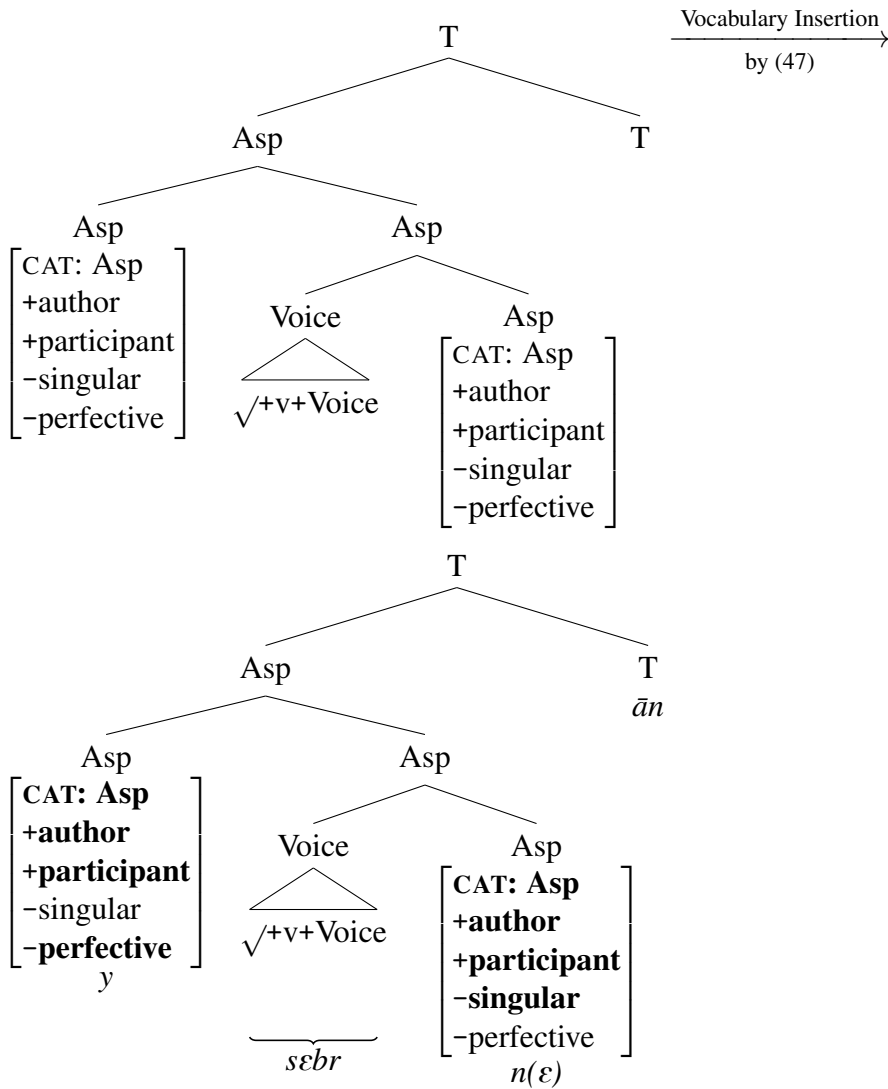 T
Vocabulary Insertion
by (47)
Asp
T
Asp
Asp
CAT: Asp
+author
+participant
-singular
-perfective
Voice
√+v+Voice
Asp
CAT: Asp
+author
+participant
-singular
-perfective
T
Asp
T
ān
Asp
Asp
CAT: Asp
+author
+participant
-singular
-perfective
y
Voice
√+v+Voice
sɛbr
Asp
CAT: Asp
+author
+participant
-singular
-perfective
n(ɛ)